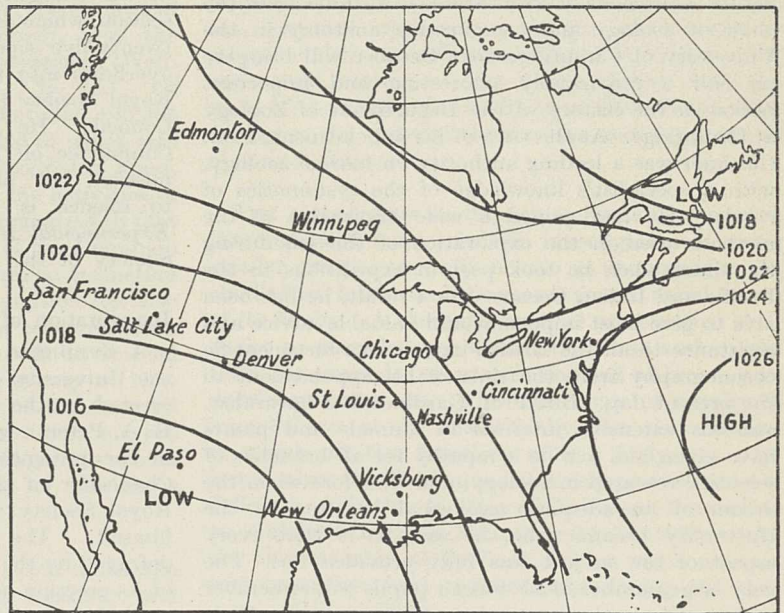 Edmonton
1022
Winnipeg
LOW
1018
1020
1020
1022
1024
San Francisco
1018
Salt Lake City
Denver
Chicago
New York
1026
St Louis
Cincinnati
1016
Nashville
HIGH
El Paso
Vicksburg
LOW
New Orleans